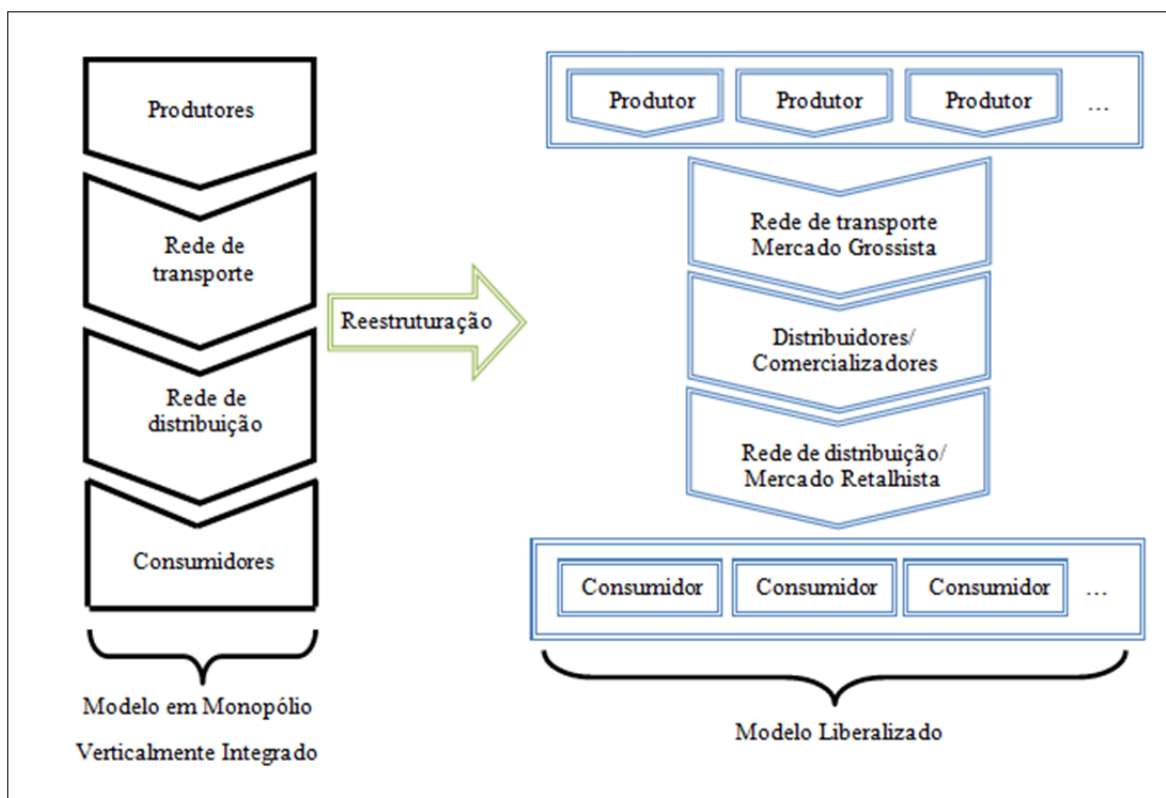 Produtores
Rede de
transporte
Rede de
distribuição
Consumidores
Modelo em Monopólio
Verticalmente Integrado
Reestruturação
Produtor
Produtor
Produtor
...
Rede de transporte
Mercado Grossista
Distribuidores/
Comercializadores
Rede de distribuição/
Mercado Retalhista
Consumidor
Consumidor
Consumidor
...
Modelo Liberalizado